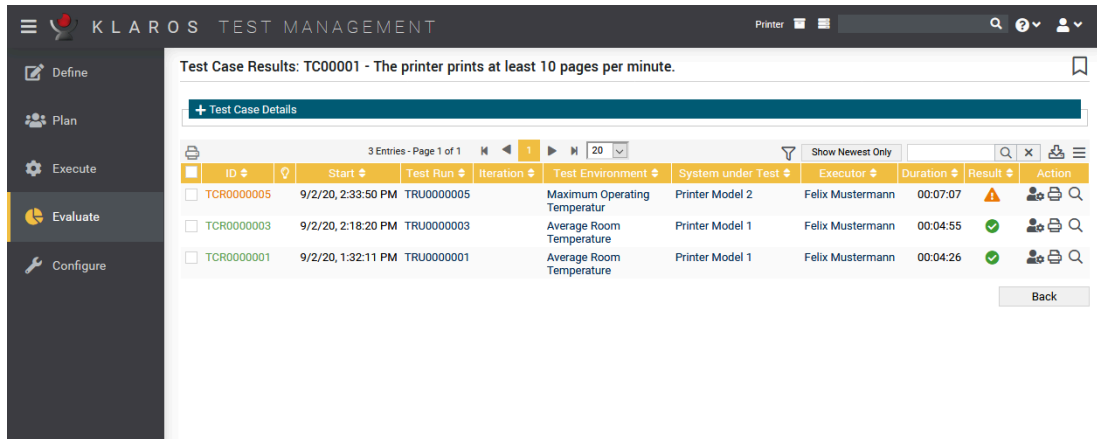 KLAROS TEST MANAGEMENT
Printer
Define
Plan
Execute
Evaluate
Configure
Test Case Results: TC00001 - The printer prints at least 10 pages per minute.
Test Case Details
3 Entries - Page 1 of 1 1 20 Show Newest Only
ID Start Test Run Iteration Test Environment System under Test Executor Duration Result Action
TCR0000005 9/2/20, 2:33:50 PM TRU0000005 Maximum Operating Printer Model 2 Felix Mustermann 00:07:07
Temperatur
TCR0000003 9/2/20, 2:18:20 PM TRU0000003 Average Room Printer Model 1 Felix Mustermann 00:04:55
Temperature
TCR0000001 9/2/20, 1:32:11 PM TRU0000001 Average Room Printer Model 1 Felix Mustermann 00:04:26
Temperature
Back